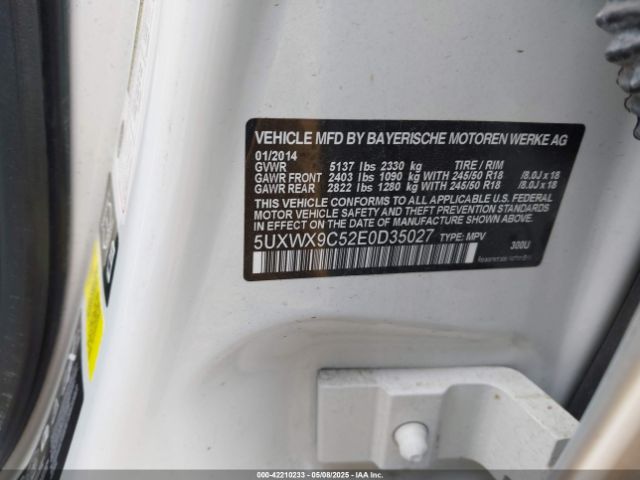 VEHICLE MFD BY BAYERISCHE MOTOREN WERKE AG
01/2014
GVWR 5137 lbs 2330 kg TIRE / RIM
GAWR FRONT 2403 lbs 1090 kg WITH 245/50 R18 /8.0J x 18
GAWR REAR 2822 lbs 1280 kg WITH 245/50 R18 /8.0J x 18
THIS VEHICLE CONFORMS TO ALL APPLICABLE U.S. FEDERAL
MOTOR VEHICLE SAFETY AND THEFT PREVENTION STANDARDS
IN EFFECT ON THE DATE OF MANUFACTURE SHOWN ABOVE.
5UXWX9C52E0D35027 TYPE: MPV
300U
000-42210233 - 05/08/2025 - IAAI.COM